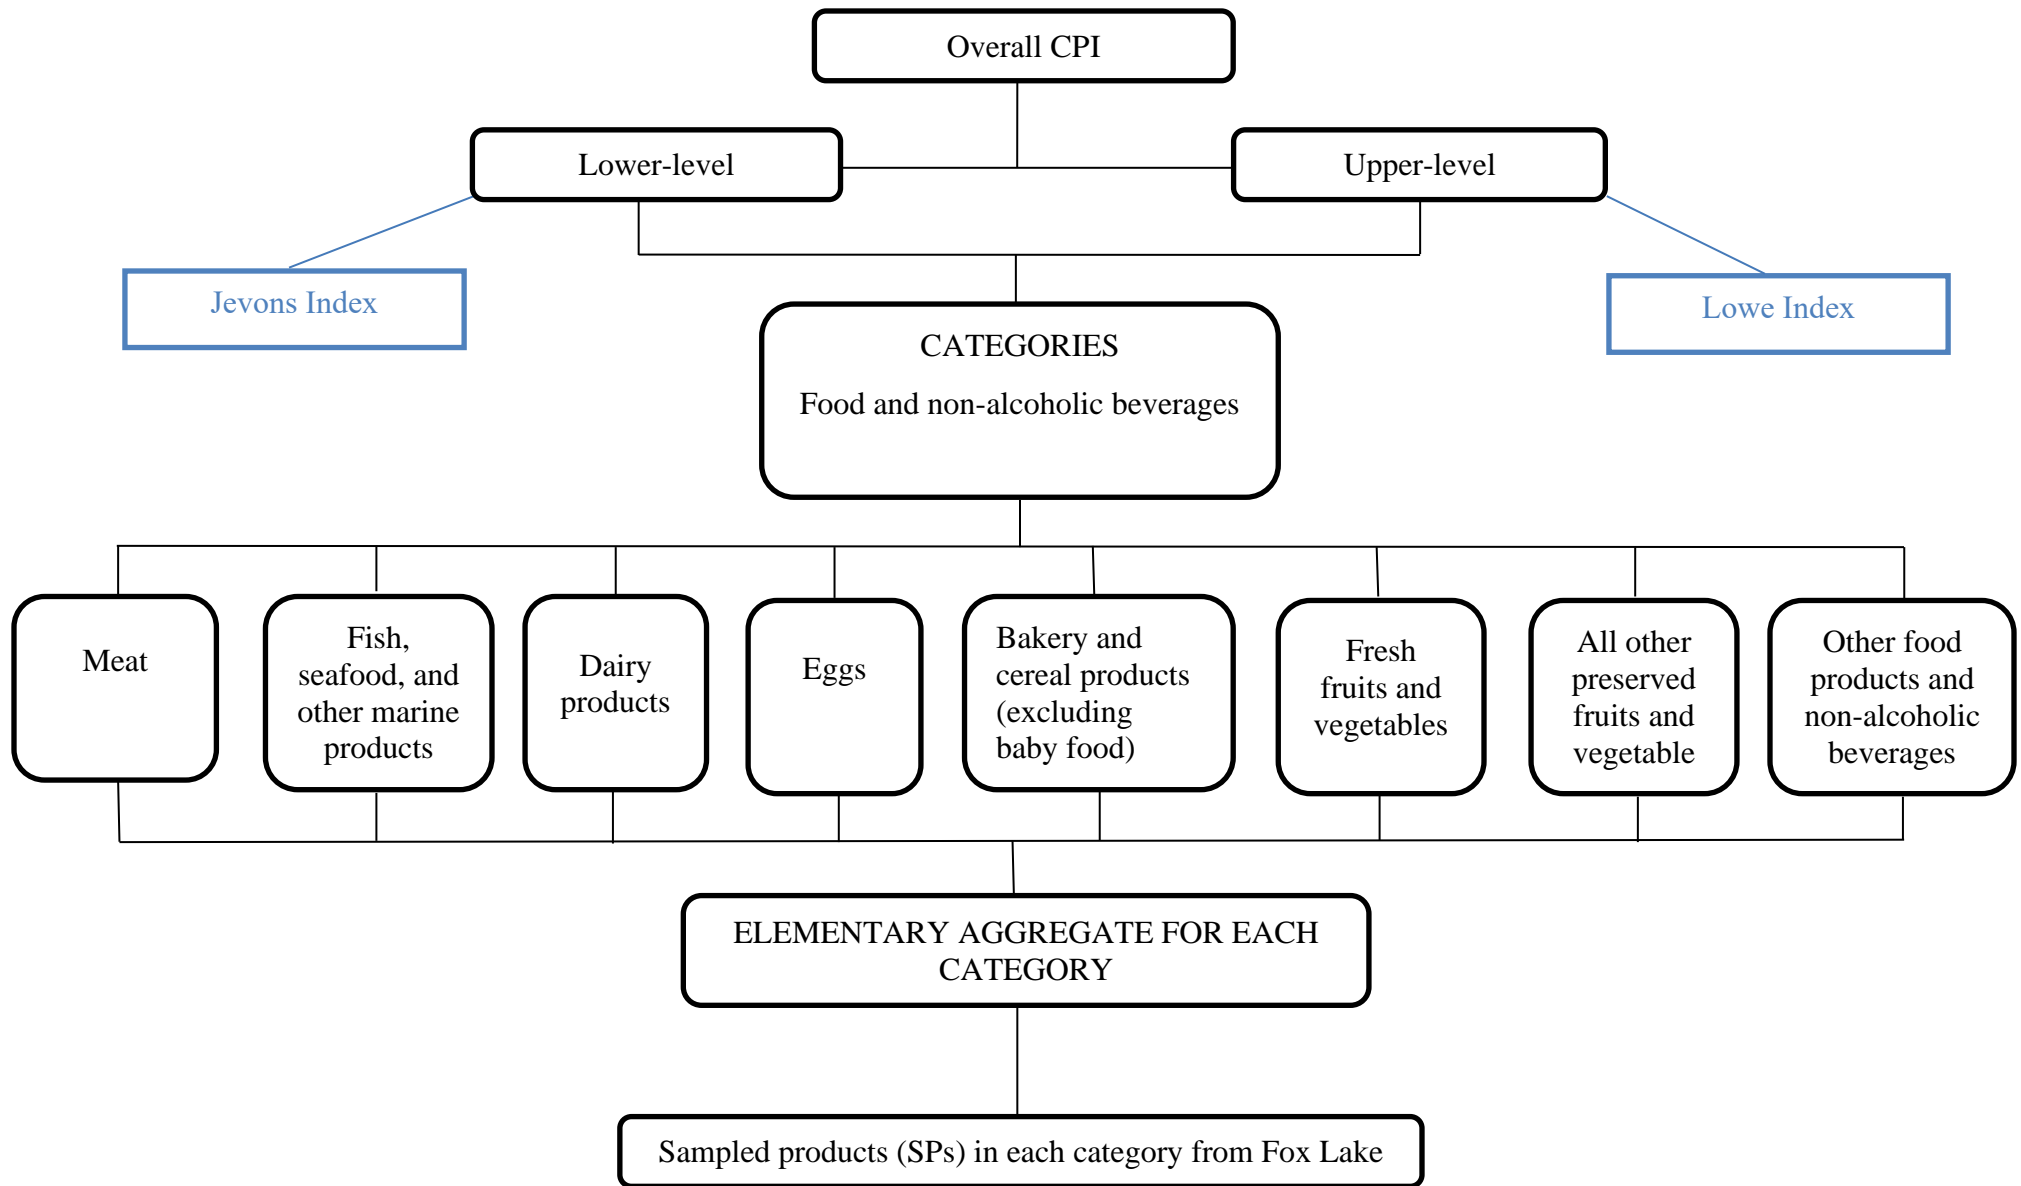 Overall CPI
Lower-level
Upper-level
Jevons Index
Lowe Index
CATEGORIES
Food and non-alcoholic beverages
Meat
Fish,
seafood, and
other marine
products
Dairy
products
Eggs
Bakery and
cereal products
(excluding
baby food)
Fresh
fruits and
vegetables
All other
preserved
fruits and
vegetable
Other food
products and
non-alcoholic
beverages
ELEMENTARY AGGREGATE FOR EACH
CATEGORY
Sampled products (SPs) in each category from Fox Lake